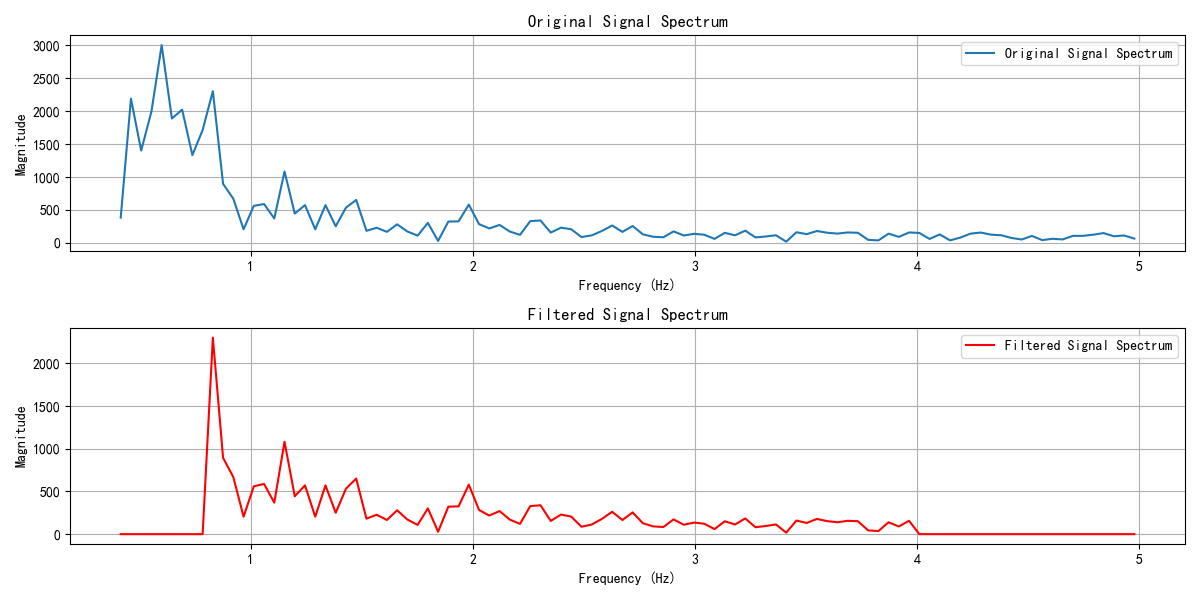 Original Signal Spectrum
Original Signal Spectrum
3000
2500
2000
1500
1000
500
0
Magnitude
1 2 3 4 5
Frequency (Hz)
Filtered Signal Spectrum
Filtered Signal Spectrum
2000
1500
1000
500
0
Magnitude
1 2 3 4 5
Frequency (Hz)